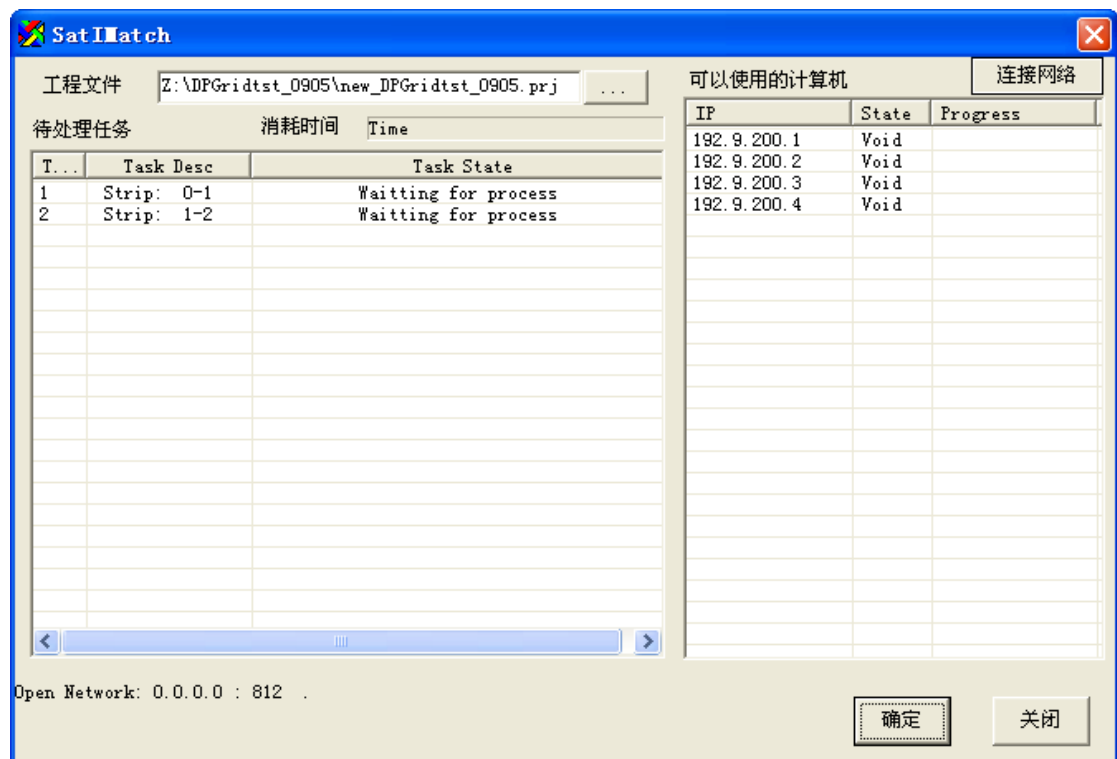 SatIMatch
工程文件 Z:\DPGridtst_0905\new_DPGridtst_0905.prj ...
待处理任务 消耗时间 Time
T... Task Desc Task State
1 Strip: 0-1 Waitting for process
2 Strip: 1-2 Waitting for process
可以使用的计算机 连接网络
IP State Progress
192.9.200.1 Void
192.9.200.2 Void
192.9.200.3 Void
192.9.200.4 Void
Open Network: 0.0.0.0 : 812 .
确定 关闭